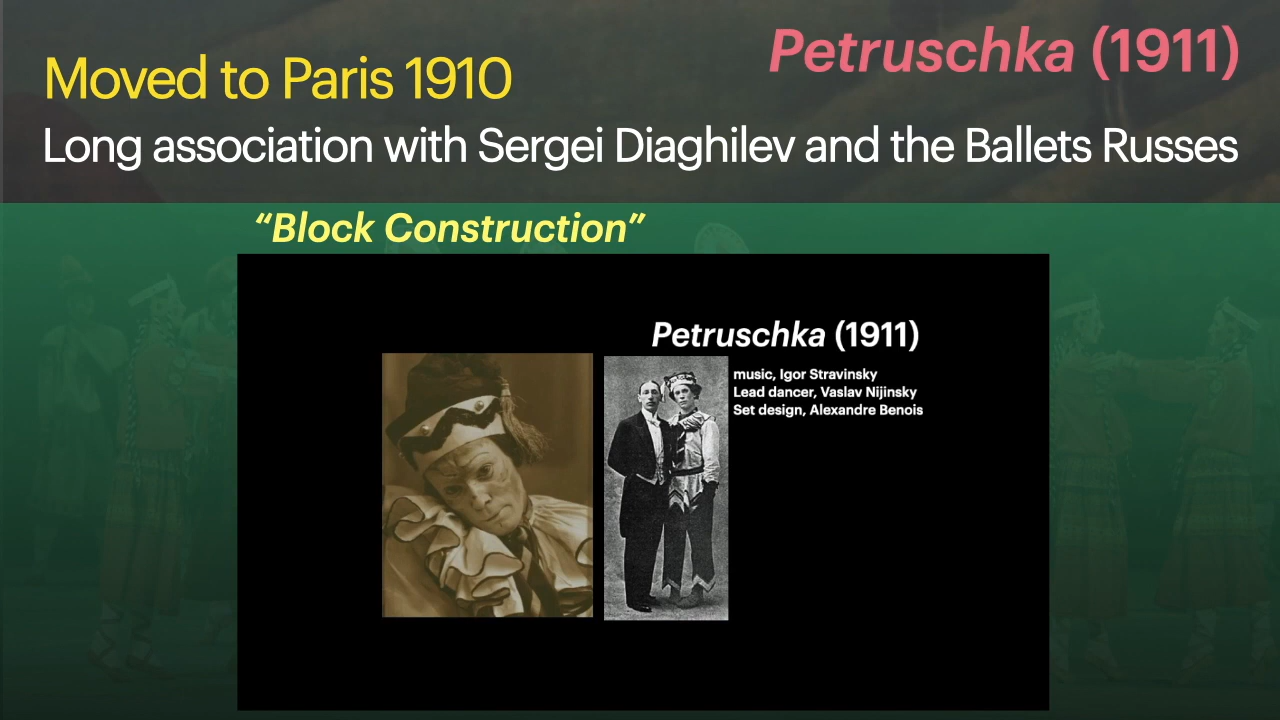 Petruschka (1911)
Moved to Paris 1910
Long association with Sergei Diaghilev and the Ballets Russes
“Block Construction”
Petruschka (1911)
music, Igor Stravinsky
Lead dancer, Vaslav Nijinsky
Set design, Alexandre Benois